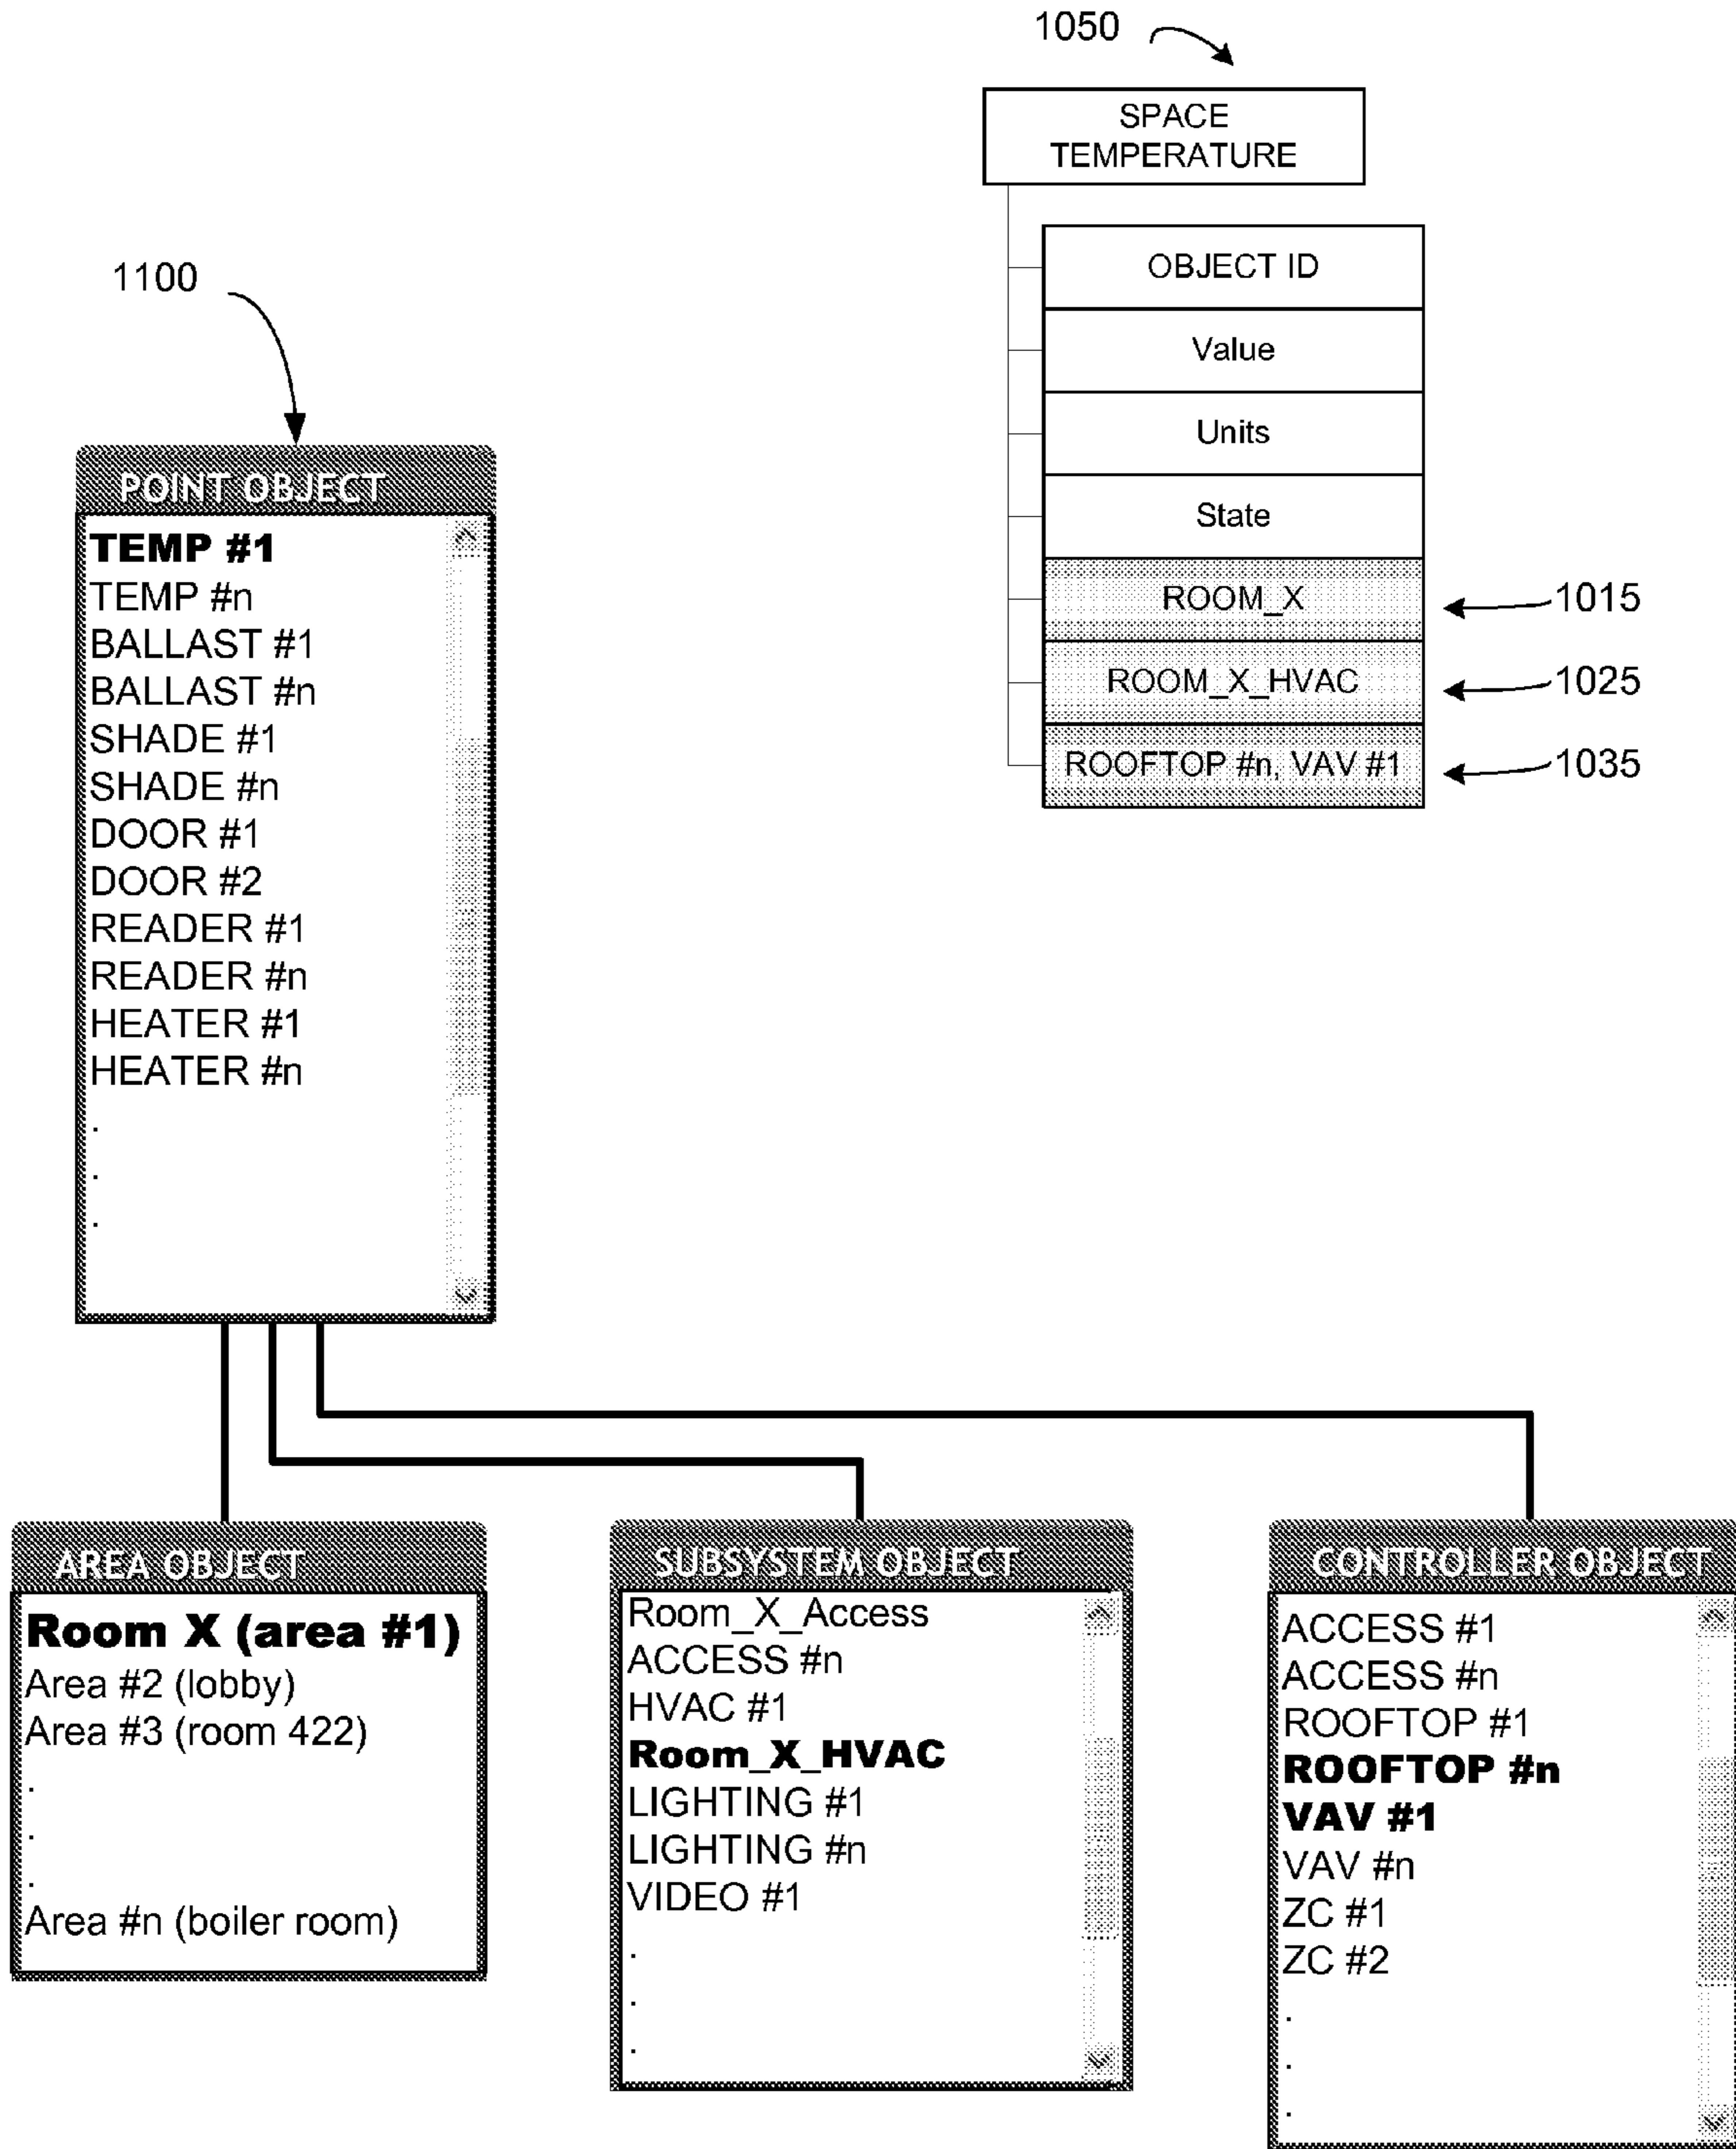 1050
SPACE
TEMPERATURE
OBJECT ID
Value
Units
State
ROOM_X
1015
ROOM_X_HVAC
1025
ROOFTOP #n, VAV #1
1035
1100
POINT OBJECT
TEMP #1
TEMP #n
BALLAST #1
BALLAST #n
SHADE #1
SHADE #n
DOOR #1
DOOR #2
READER #1
READER #n
HEATER #1
HEATER #n
.
.
.
AREA OBJECT
Room X (area #1)
Area #2 (lobby)
Area #3 (room 422)
.
.
.
Area #n (boiler room)
SUBSYSTEM OBJECT
Room_X_Access
ACCESS #n
HVAC #1
Room_X_HVAC
LIGHTING #1
LIGHTING #n
VIDEO #1
.
.
.
CONTROLLER OBJECT
ACCESS #1
ACCESS #n
ROOFTOP #1
ROOFTOP #n
VAV #1
VAV #n
ZC #1
ZC #2
.
.
.